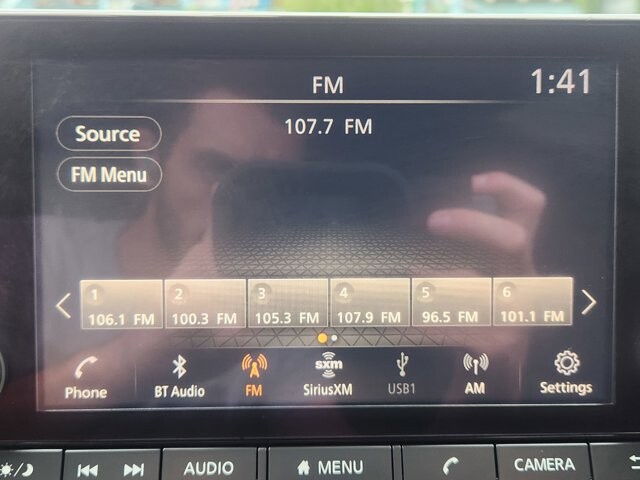 FM 1:41
Source
107.7 FM
FM Menu
1 2 3 4 5 6
106.1 FM 100.3 FM 105.3 FM 107.9 FM 96.5 FM 101.1 FM
sxm
Phone BT Audio FM SiriusXM USB1 AM Settings
AUDIO MENU CAMERA